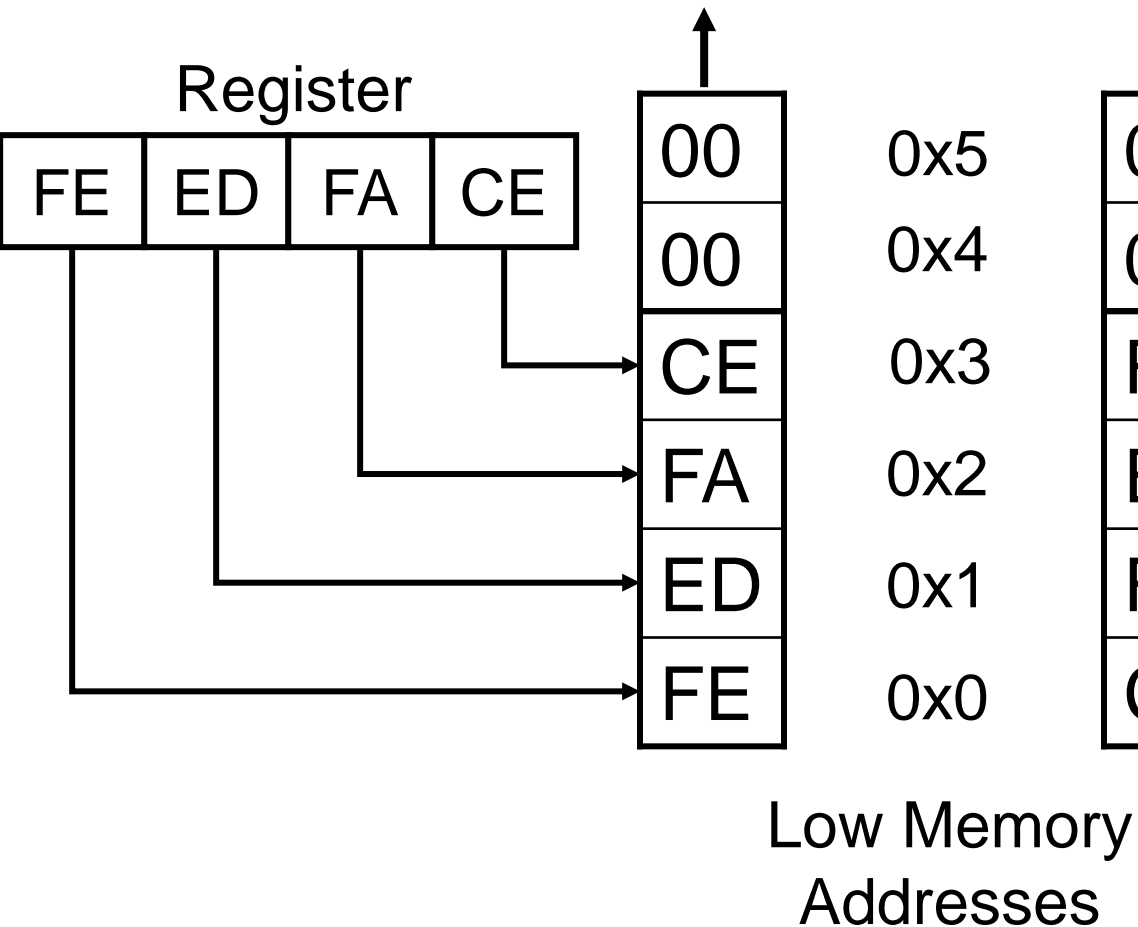 Register
FE ED FA CE
00 0x5
00 0x4
CE 0x3
FA 0x2
ED 0x1
FE 0x0
Low Memory
Addresses